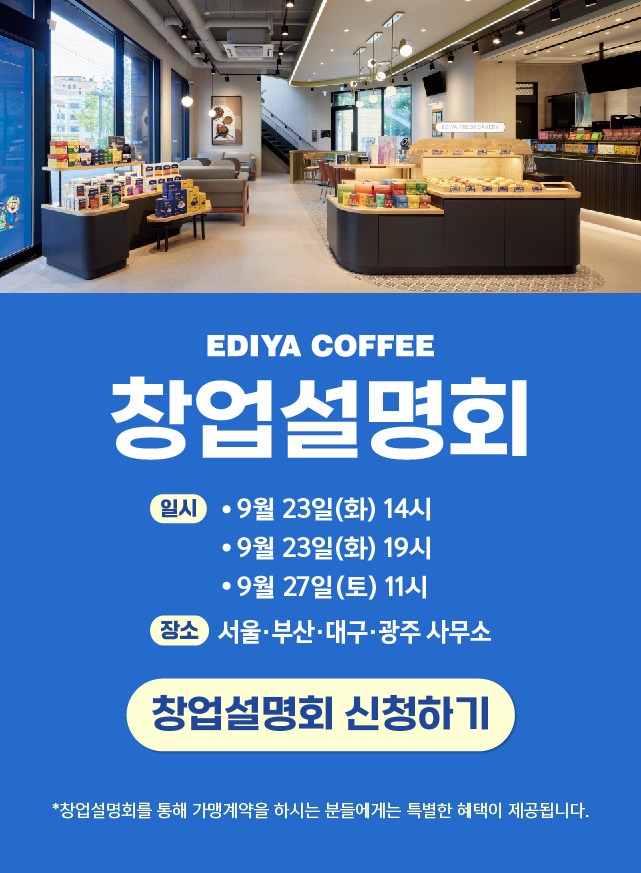 EDIYA FRESH BAKERY
EDIYA COFFEE
창업설명회
일시 • 9월 23일(화) 14시
• 9월 23일(화) 19시
• 9월 27일(토) 11시
장소 서울·부산·대구·광주 사무소
창업설명회 신청하기
*창업설명회를 통해 가맹계약을 하시는 분들에게는 특별한 혜택이 제공됩니다.